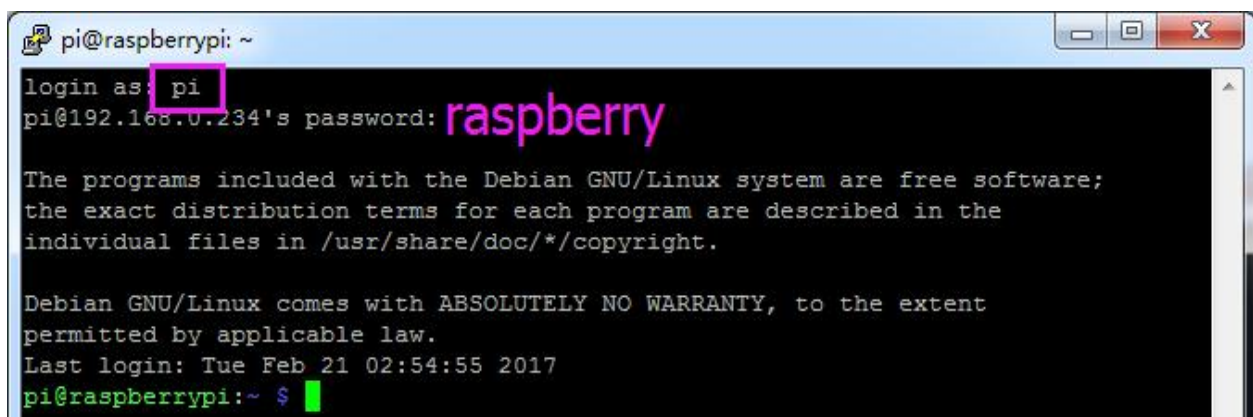 pi@raspberrypi: ~
login as: pi
pi@192.168.0.234's password: raspberry
The programs included with the Debian GNU/Linux system are free software;
the exact distribution terms for each program are described in the
individual files in /usr/share/doc/*/copyright.
Debian GNU/Linux comes with ABSOLUTELY NO WARRANTY, to the extent
permitted by applicable law.
Last login: Tue Feb 21 02:54:55 2017
pi@raspberrypi:~ $